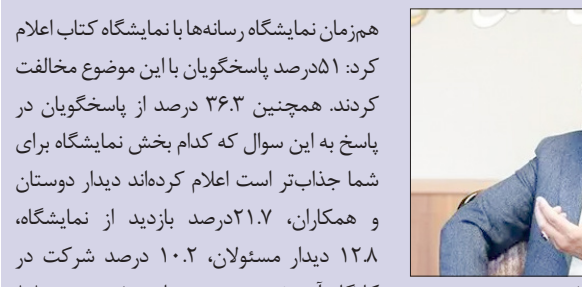 هم‌زمان نمایشگاه رسانه‌ها با نمایشگاه کتاب اعلام
کرد: ۵۱درصد پاسخگویان با این موضوع مخالفت
کردند. همچنین ۳۶.۳ درصد از پاسخگویان در
پاسخ به این سوال که کدام بخش نمایشگاه برای
شما جذاب‌تر است اعلام کرده‌اند دیدار دوستان
و همکاران، ۲۱.۷درصد بازدید از نمایشگاه،
۱۲.۸ دیدار مسئولان، ۱۰.۲ درصد شرکت در